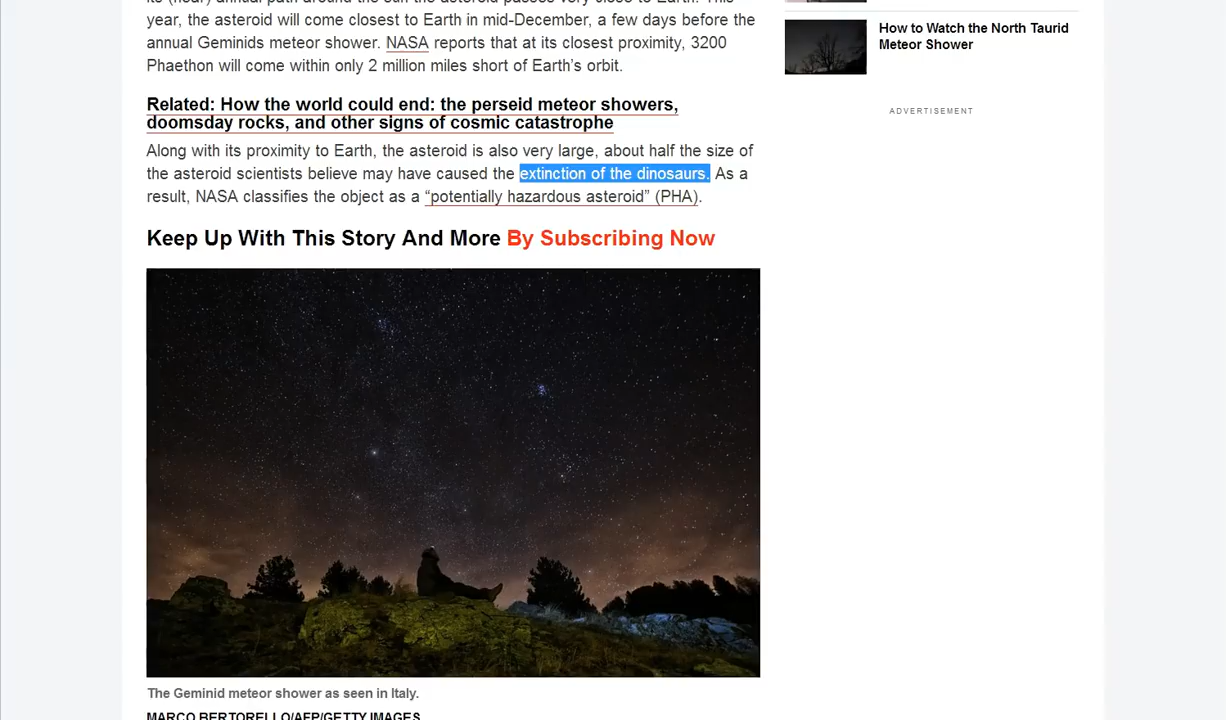 its (near) annual path around the sun the asteroid passes very close to Earth. This
year, the asteroid will come closest to Earth in mid-December, a few days before the
annual Geminids meteor shower. NASA reports that at its closest proximity, 3200
Phaethon will come within only 2 million miles short of Earth's orbit.
Related: How the world could end: the perseid meteor showers,
doomsday rocks, and other signs of cosmic catastrophe
Along with its proximity to Earth, the asteroid is also very large, about half the size of
the asteroid scientists believe may have caused the extinction of the dinosaurs. As a
result, NASA classifies the object as a “potentially hazardous asteroid” (PHA).
Keep Up With This Story And More By Subscribing Now
The Geminid meteor shower as seen in Italy.
MARCO BERTORELLO/AFP/GETTY IMAGES
How to Watch the North Taurid
Meteor Shower
ADVERTISEMENT